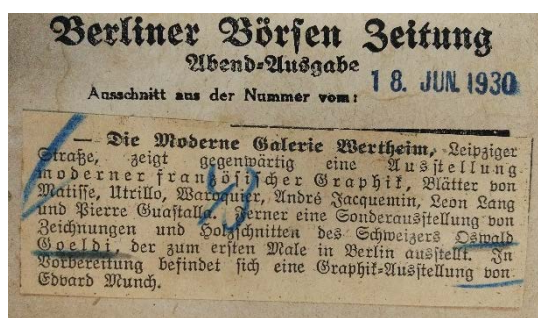 Berliner Börsen Zeitung
Abend-Ausgabe
18. JUN. 1930
Ausschnitt aus der Nummer vom:
— Die Moderne Galerie Wertheim, Leipziger
Straße, zeigt gegenwärtig eine Ausstellung
moderner französischer Graphik, Blätter von
Matisse, Utrillo, Waroquier, André Jacquemin, Leon Lang
und Pierre Guastalla. Ferner eine Sonderausstellung von
Zeichnungen und Holzschnitten des Schweizers Oswald
Goeldi, der zum ersten Male in Berlin ausstellt. In
Vorbereitung befindet sich eine Graphik-Ausstellung von
Edvard Munch.